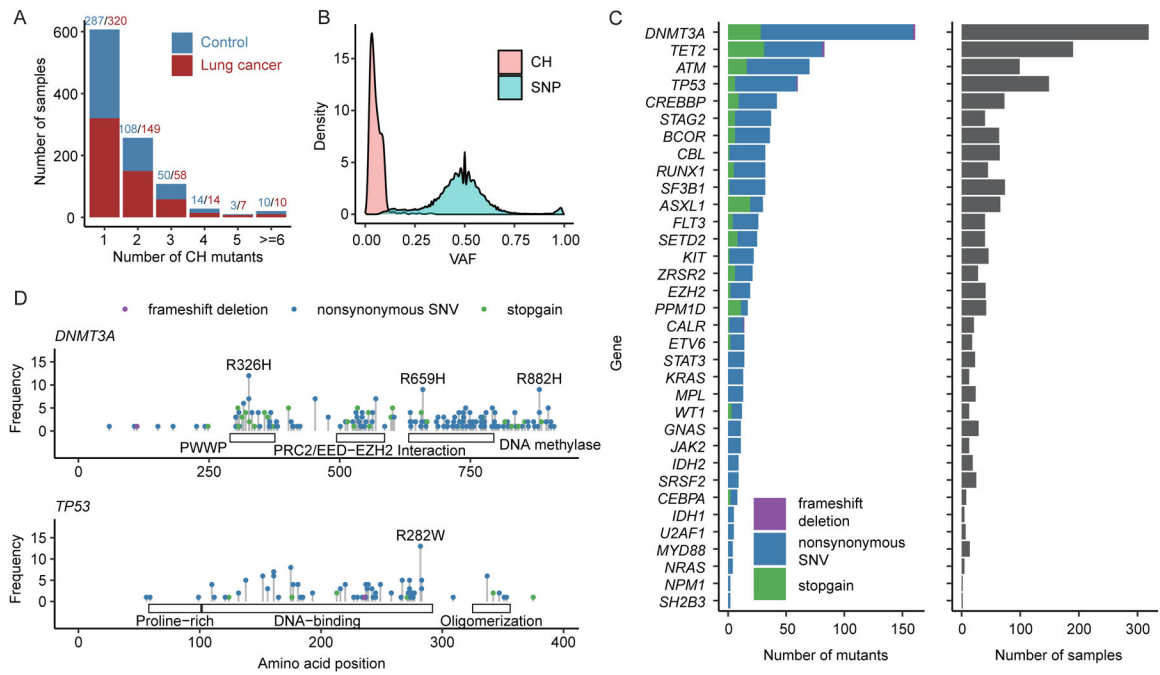 A
287/320
600
Control
Lung cancer
Number of samples
400
108/149
200
50/58
14/14
3/7
10/10
0
1 2 3 4 5 >=6
Number of CH mutants
B
CH
SNP
15
10
5
0
Density
0.00 0.25 0.50 0.75 1.00
VAF
C
Gene
DNMT3A
TET2
ATM
TP53
CREBBP
STAG2
BCOR
CBL
RUNX1
SF3B1
ASXL1
FLT3
SETD2
KIT
ZRSR2
EZH2
PPM1D
CALR
ETV6
STAT3
KRAS
MPL
WT1
GNAS
JAK2
IDH2
SRSF2
CEBPA
IDH1
U2AF1
MYD88
NRAS
NPM1
SH2B3
frameshift
deletion
nonsynonymous
SNV
stopgain
0 50 100 150
Number of mutants
0 100 200 300
Number of samples
D
frameshift deletion nonsynonymous SNV stopgain
DNMT3A
15
10
5
0
Frequency
R326H R659H R882H
PWWP PRC2/EED−EZH2 Interaction DNA methylase
0 250 500 750
TP53
15
10
5
0
Frequency
R282W
Proline−rich DNA−binding Oligomerization
0 100 200 300 400
Amino acid position